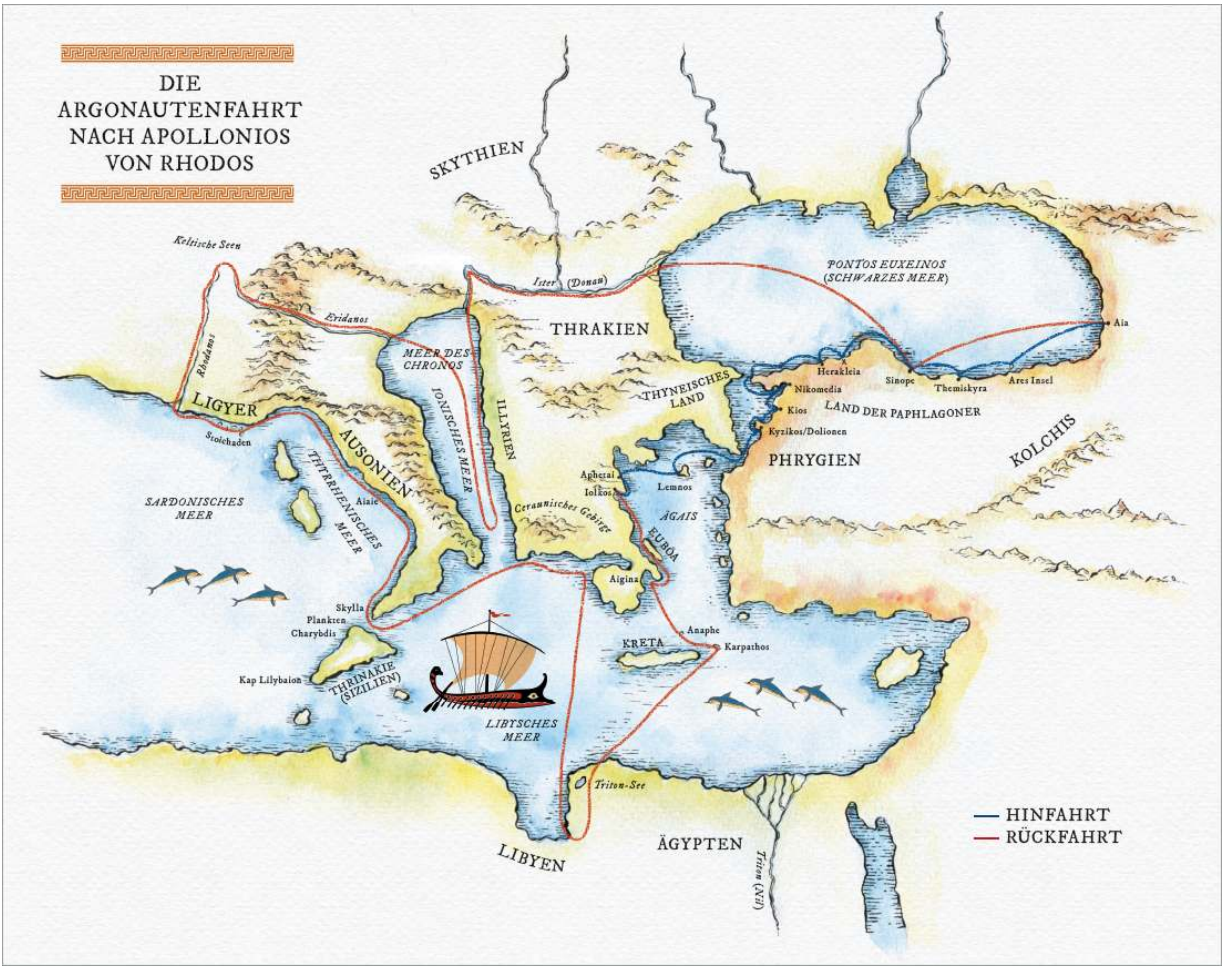 DIE
ARGONAUTENFAHRT
NACH APOLLONIOS
VON RHODOS
SKYTHIEN
Keltische Seen
Rhodanos
Eridanos
Ister (Donau)
PONTOS EUXEINOS
(SCHWARZES MEER)
Aia
THRAKIEN
MEER DES
CHRONOS
IONISCHES MEER
ILLYRIEN
THYNEISCHES
LAND
Herakleia
Sinope
Themiskyra
Ares Insel
Nikomedia
Kios
Kyzikos/Dolionen
LAND DER PAPHLAGONER
PHRYGIEN
KOLCHIS
LIGYER
Stoichaden
AUSONIEN
THTRRHENISCHES
MEER
Aiaie
SARDONISCHES
MEER
Apherai
Iolkos
Lemnos
ÄGAIS
Ceraunisches Gebirge
EUBÖA
Aigina
Skylla
Plankten
Charybdis
Kap Lilybaion
THRINAKIE
(SIZILIEN)
KRETA
Anaphe
Karpathos
LIBYSCHES
MEER
Triton-See
LIBYEN
ÄGYPTEN
Triton (Nil)
HINFAHRT
RÜCKFAHRT